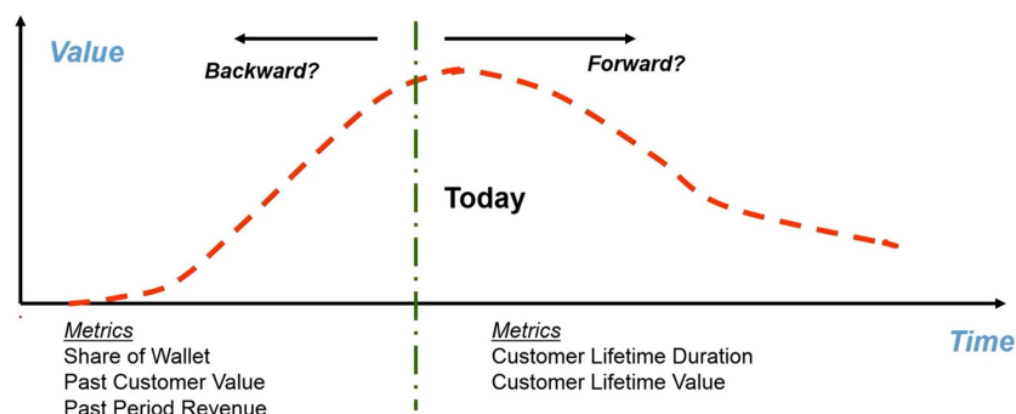 Value
Backward?
Forward?
Today
Time
Metrics
Share of Wallet
Past Customer Value
Past Period Revenue
Metrics
Customer Lifetime Duration
Customer Lifetime Value